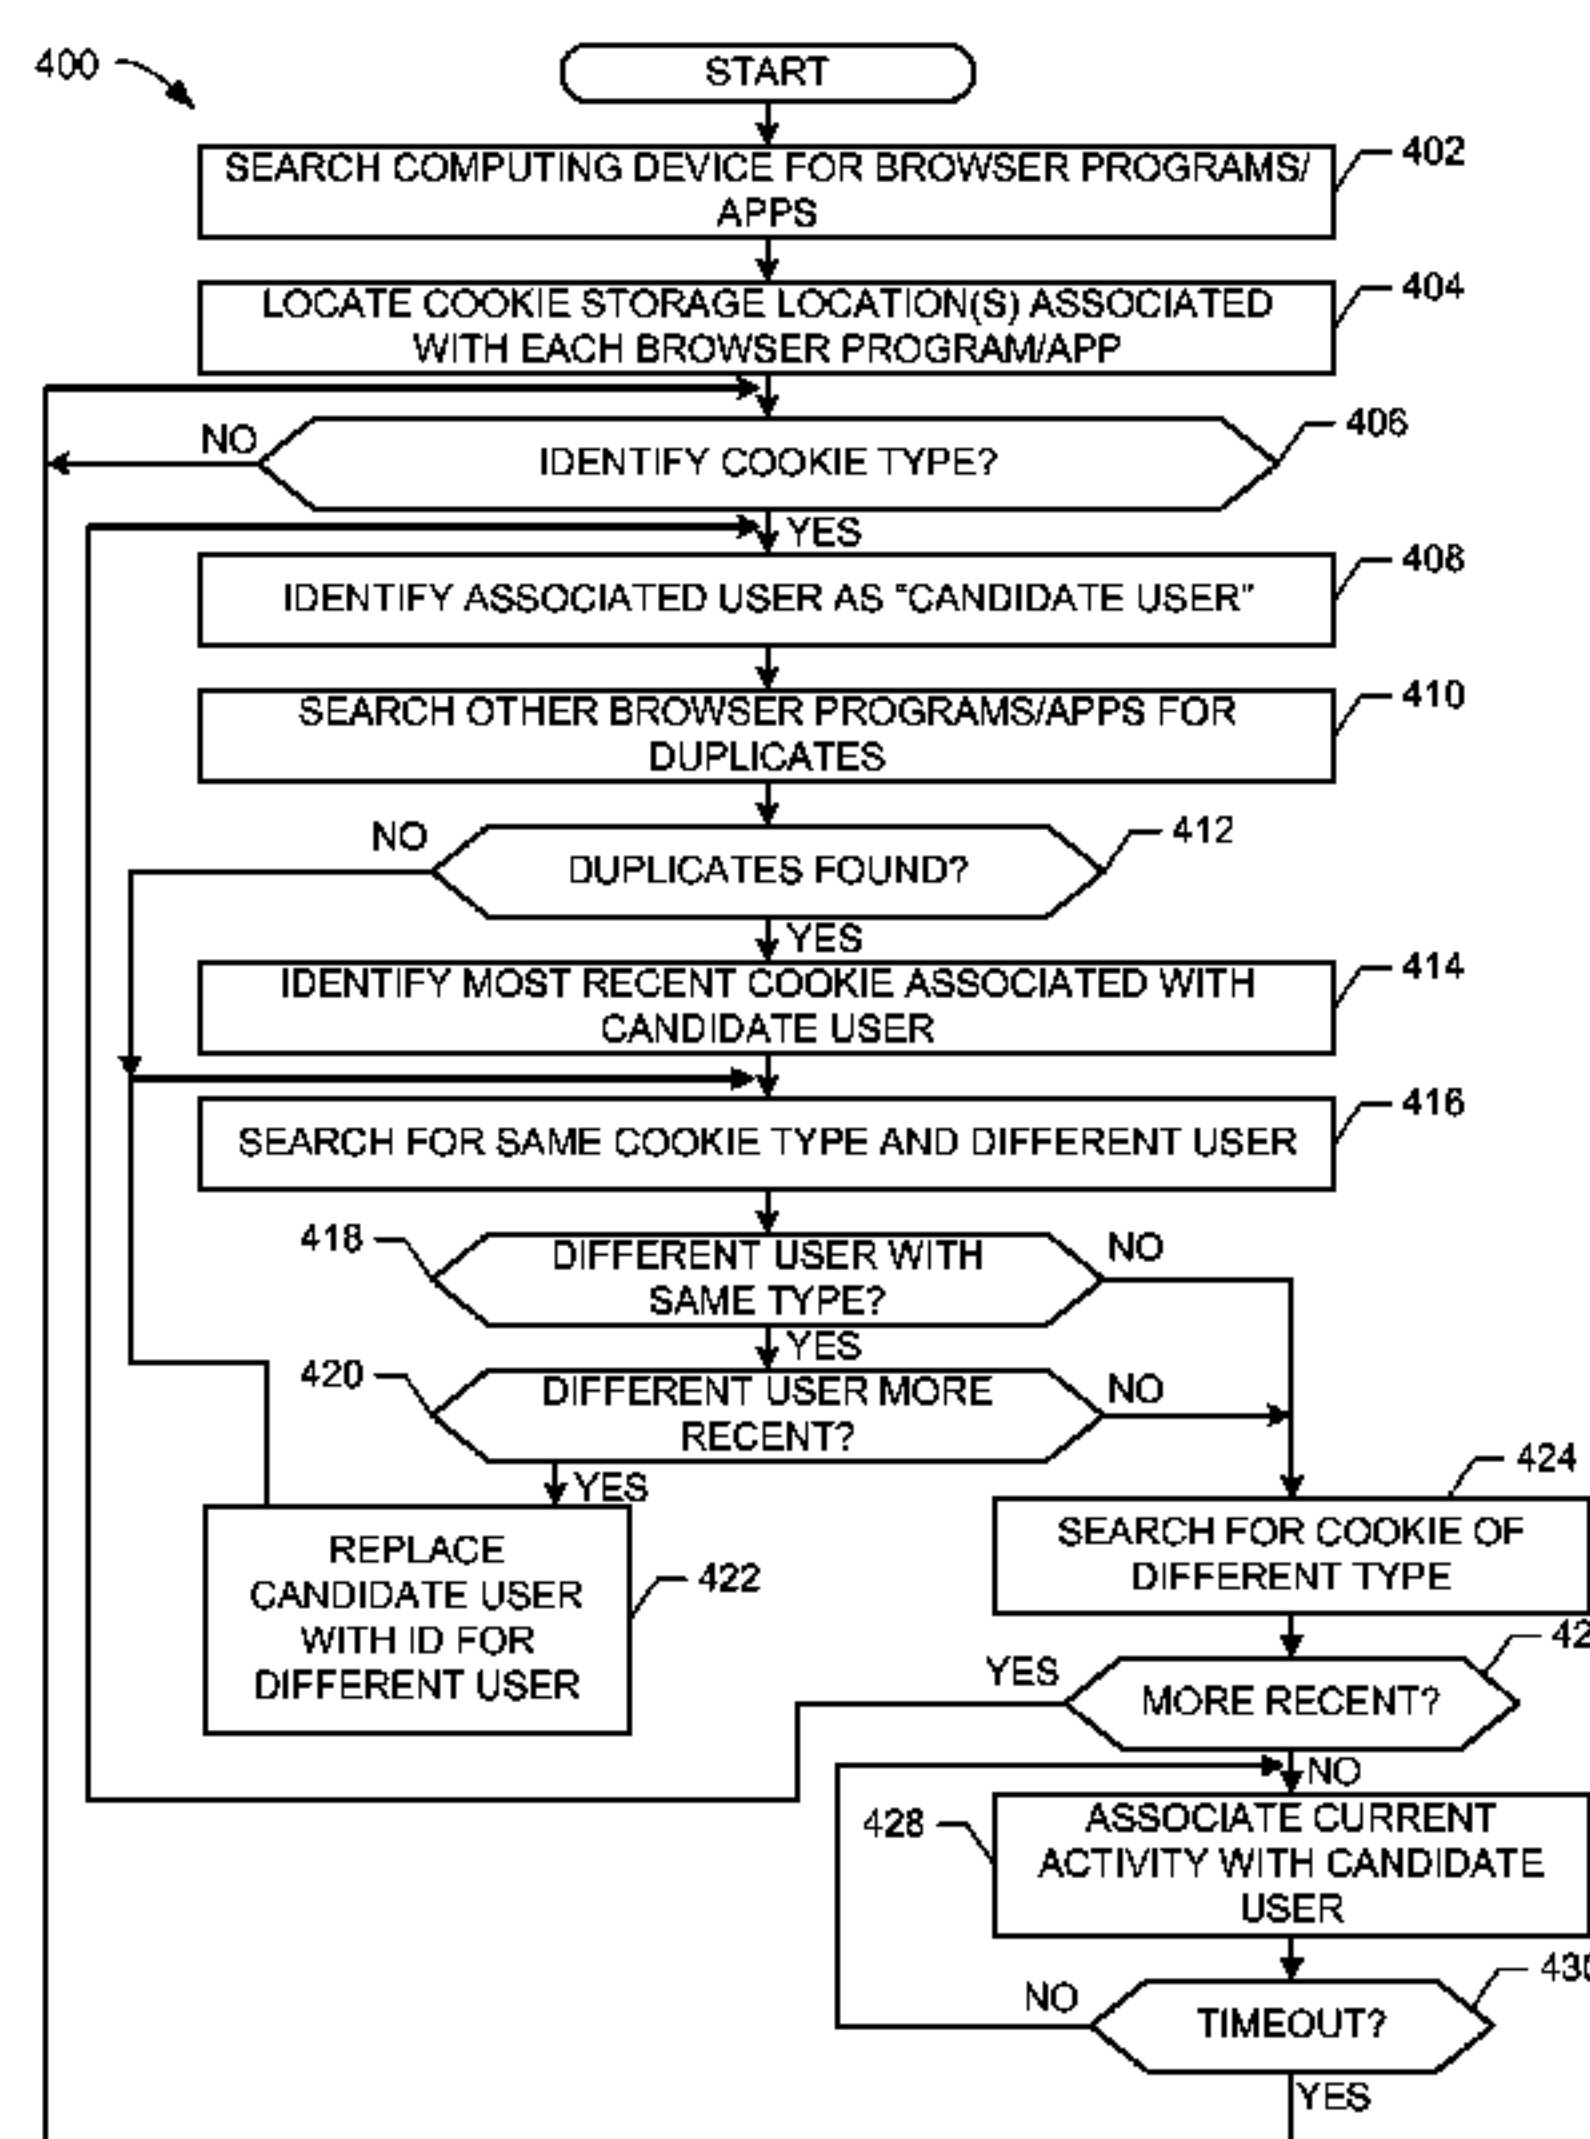 400
START
402
SEARCH COMPUTING DEVICE FOR BROWSER PROGRAMS/
APPS
404
LOCATE COOKIE STORAGE LOCATION(S) ASSOCIATED
WITH EACH BROWSER PROGRAM/APP
406
NO
IDENTIFY COOKIE TYPE?
YES
408
IDENTIFY ASSOCIATED USER AS "CANDIDATE USER"
410
SEARCH OTHER BROWSER PROGRAMS/APPS FOR
DUPLICATES
412
NO
DUPLICATES FOUND?
YES
414
IDENTIFY MOST RECENT COOKIE ASSOCIATED WITH
CANDIDATE USER
416
SEARCH FOR SAME COOKIE TYPE AND DIFFERENT USER
418
DIFFERENT USER WITH
SAME TYPE?
NO
YES
420
DIFFERENT USER MORE
RECENT?
NO
YES
424
SEARCH FOR COOKIE OF
DIFFERENT TYPE
REPLACE
CANDIDATE USER
WITH ID FOR
DIFFERENT USER
422
42
YES
MORE RECENT?
NO
428
ASSOCIATE CURRENT
ACTIVITY WITH CANDIDATE
USER
430
NO
TIMEOUT?
YES